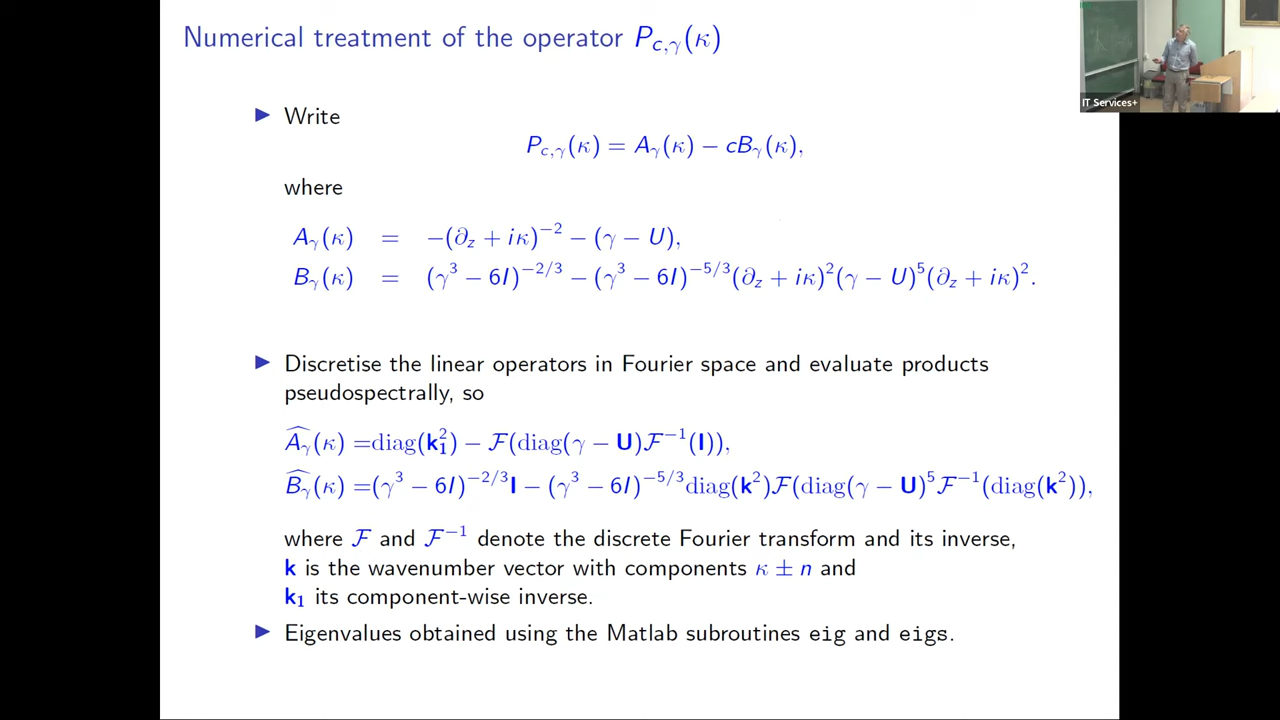 Numerical treatment of the operator P_{c,γ}(κ)
▶ Write
P_{c,γ}(κ) = A_γ(κ) − cB_γ(κ),
where
A_γ(κ) = −(∂_z + iκ)^{−2} − (γ − U),
B_γ(κ) = (γ^3 − 6I)^{−2/3} − (γ^3 − 6I)^{−5/3}(∂_z + iκ)^2(γ − U)^5(∂_z + iκ)^2.
▶ Discretise the linear operators in Fourier space and evaluate products
pseudospectrally, so
\widehat{A_γ}(κ) =diag(k_1^2) − F(diag(γ − U)F^{−1}(I)),
\widehat{B_γ}(κ) =(γ^3 − 6I)^{−2/3}I − (γ^3 − 6I)^{−5/3}diag(k^2)F(diag(γ − U)^5F^{−1}(diag(k^2)),
where F and F^{−1} denote the discrete Fourier transform and its inverse,
k is the wavenumber vector with components κ ± n and
k_1 its component-wise inverse.
▶ Eigenvalues obtained using the Matlab subroutines eig and eigs.
IT Services+